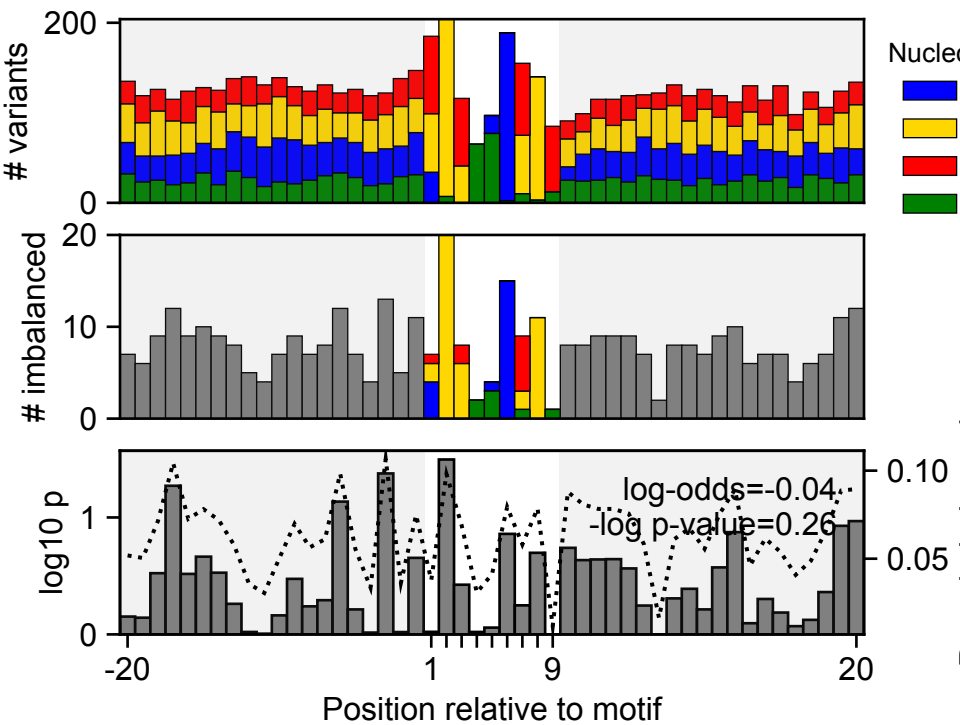 200
# variants
0
Nucleo
20
# imbalanced
10
0
log10 p
1
0
log-odds=-0.04
-log p-value=0.26
0.10
0.05
-20
1
9
20
Position relative to motif